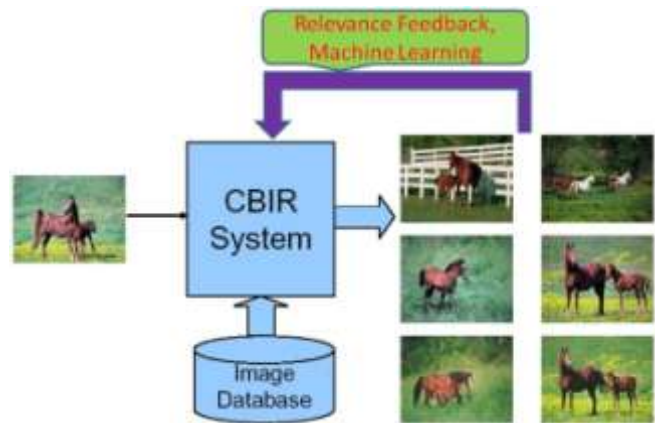 Relevance Feedback,
Machine Learning
CBIR
System
Image
Database